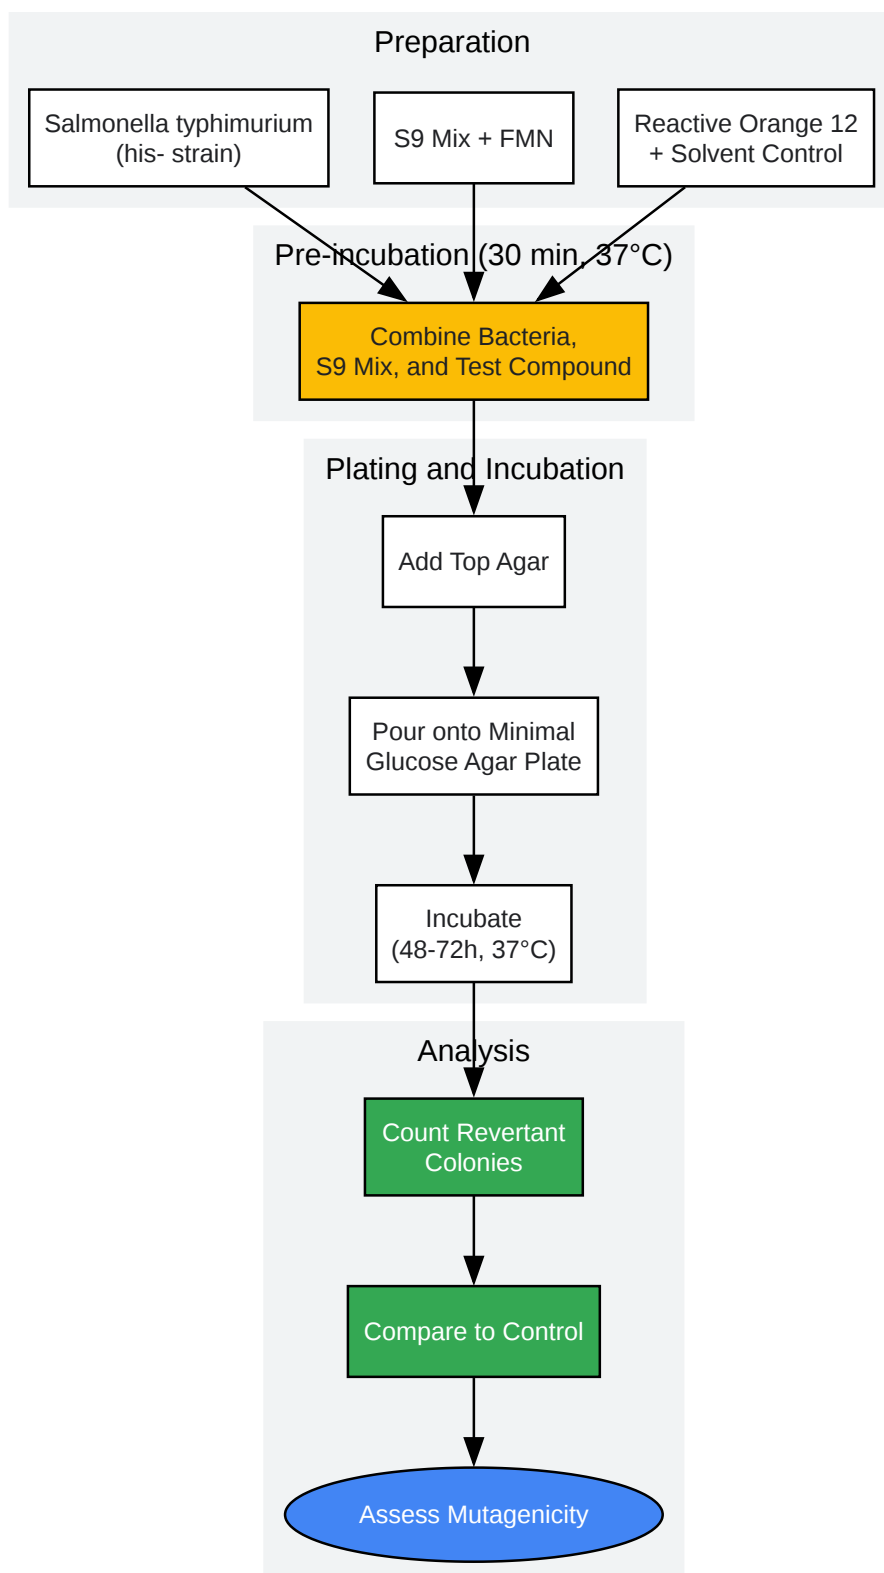 Preparation
Salmonella typhimurium
(his- strain)
S9 Mix + FMN
Reactive Orange 12
+ Solvent Control
Pre-incubation (30 min, 37°C)
Combine Bacteria,
S9 Mix, and Test Compound
Plating and Incubation
Add Top Agar
Pour onto Minimal
Glucose Agar Plate
Incubate
(48-72h, 37°C)
Analysis
Count Revertant
Colonies
Compare to Control
Assess Mutagenicity